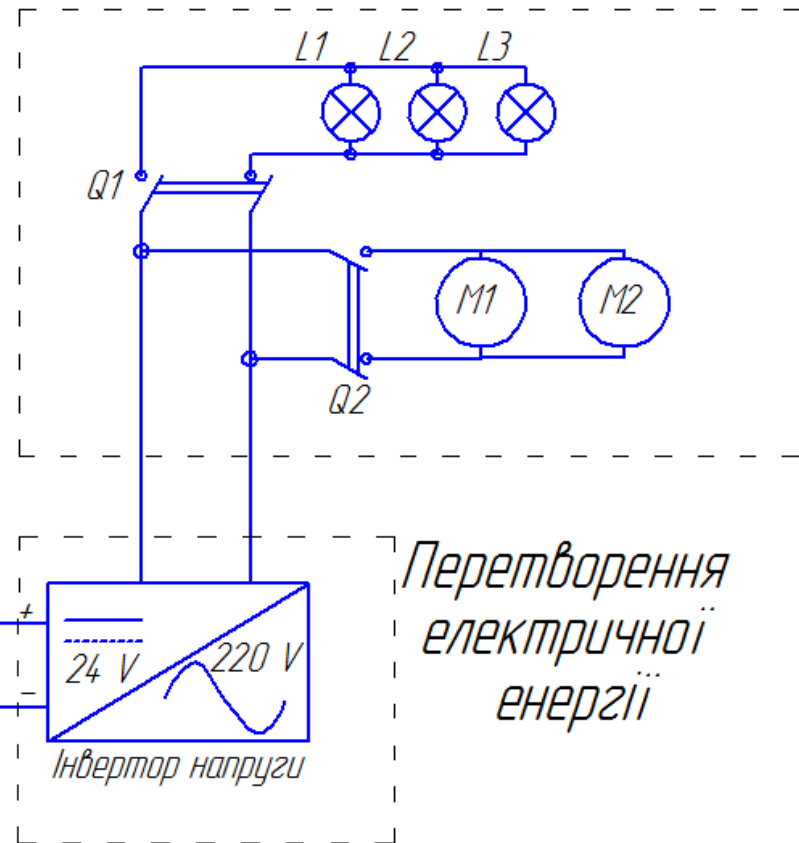 L1 L2 L3
Q1
M1 M2
Q2
Перетворення
електричної
енергії
+
24 V 220 V
−
Інвертор напруги